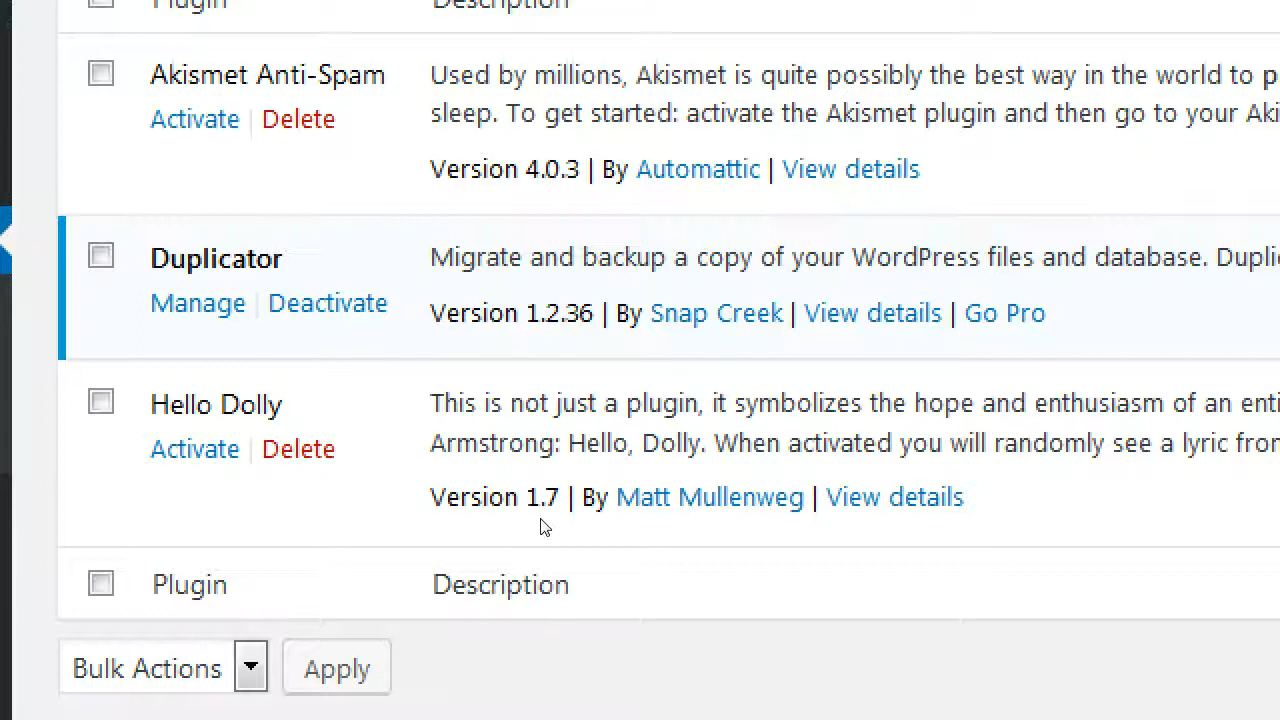 Plugin Description
Akismet Anti-Spam
Activate | Delete
Used by millions, Akismet is quite possibly the best way in the world to
sleep. To get started: activate the Akismet plugin and then go to your
Version 4.0.3 | By Automattic | View details
Duplicator
Manage | Deactivate
Migrate and backup a copy of your WordPress files and database.
Version 1.2.36 | By Snap Creek | View details | Go Pro
Hello Dolly
Activate | Delete
This is not just a plugin, it symbolizes the hope and enthusiasm of an
Armstrong: Hello, Dolly. When activated you will randomly see a lyric
Version 1.7 | By Matt Mullenweg | View details
Plugin Description
Bulk Actions Apply